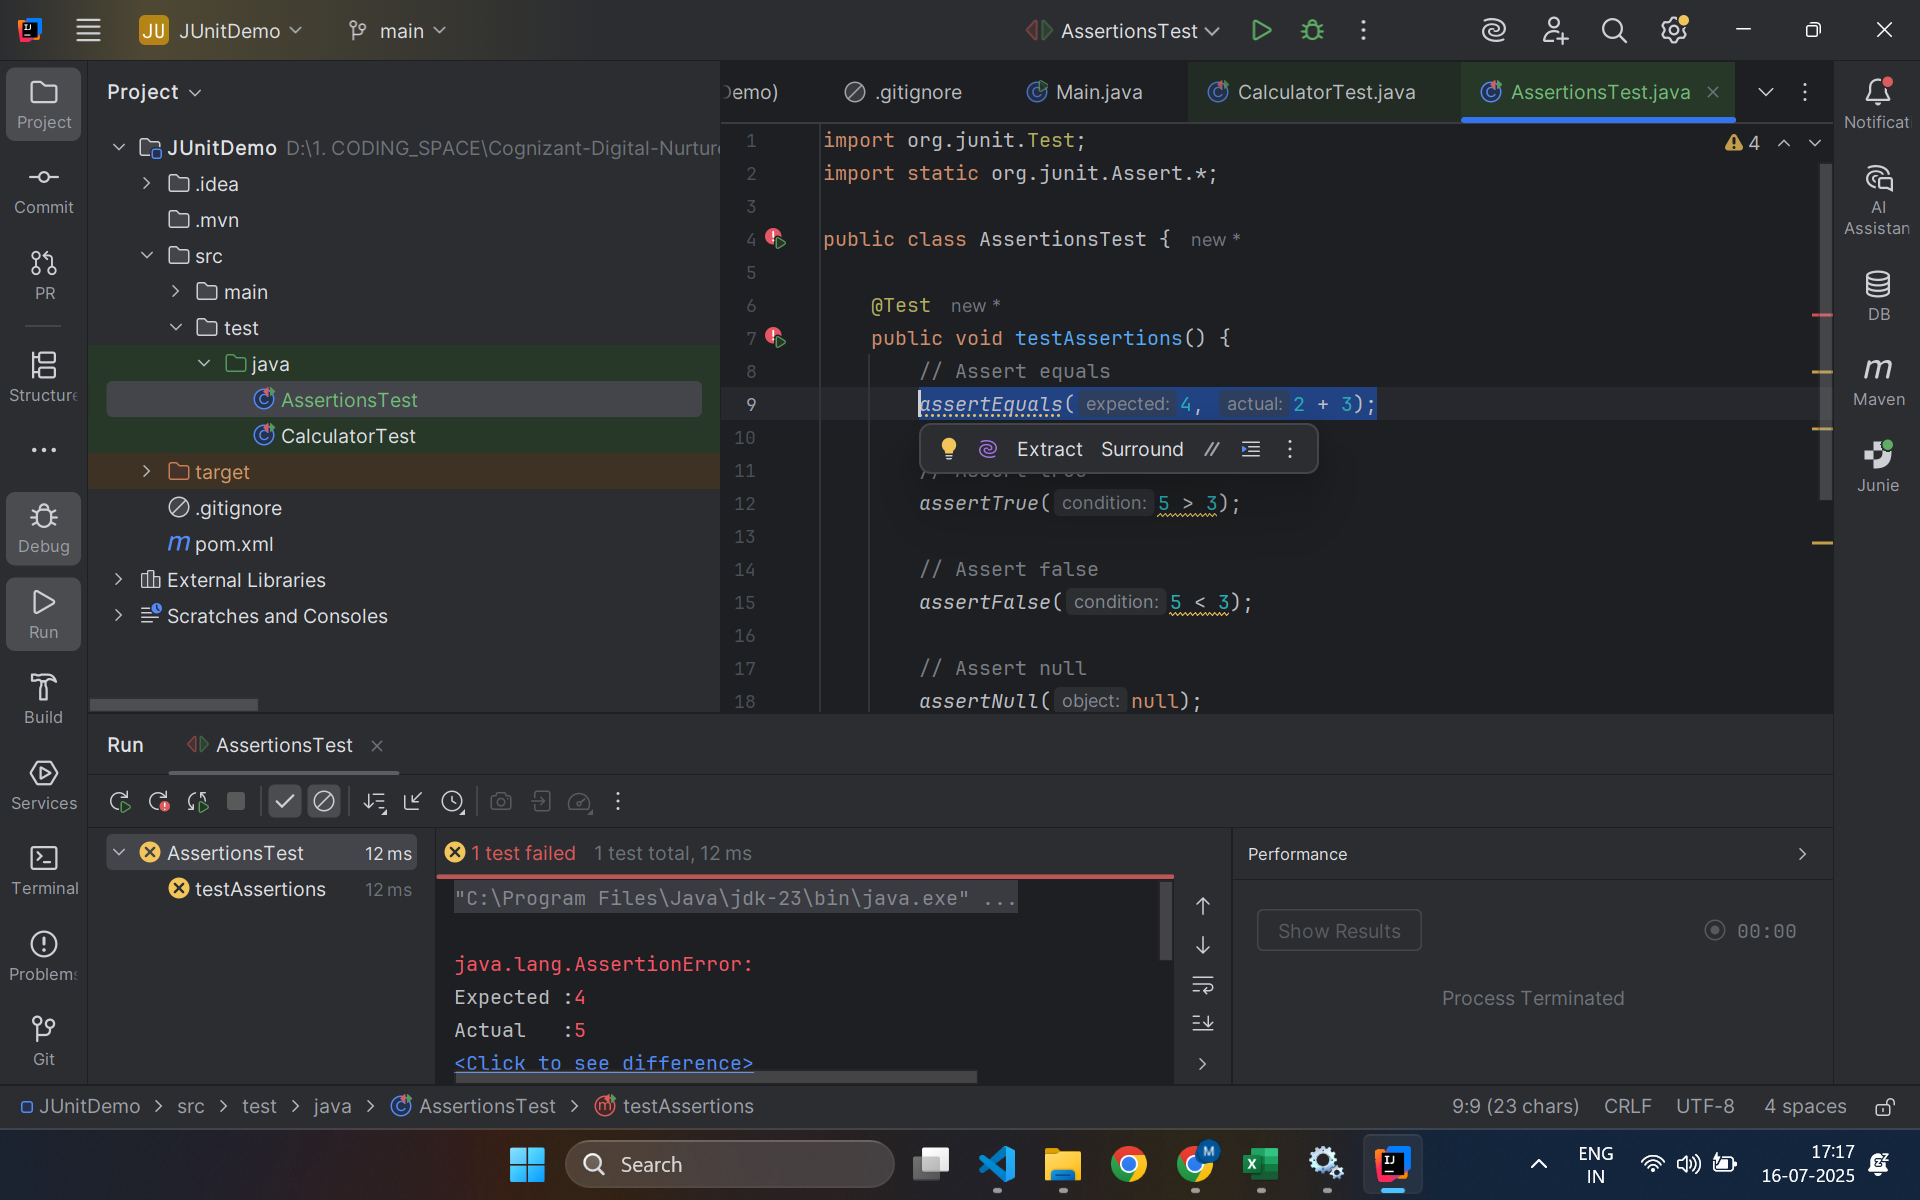 JU JUnitDemo main AssertionsTest
Project
Commit
PR
Structure
Debug
Run
Build
Services
Terminal
Problems
Git
Project
JUnitDemo D:\1. CODING_SPACE\Cognizant-Digital-Nurture
.idea
.mvn
src
main
test
java
AssertionsTest
CalculatorTest
target
.gitignore
pom.xml
External Libraries
Scratches and Consoles
Demo) .gitignore Main.java CalculatorTest.java AssertionsTest.java
4
1 import org.junit.Test;
2 import static org.junit.Assert.*;
3
4 public class AssertionsTest { new *
5
6 @Test new *
7 public void testAssertions() {
8 // Assert equals
9 assertEquals( expected: 4, actual: 2 + 3);
10
Extract Surround //
11 // Assert true
12 assertTrue( condition: 5 > 3);
13
14 // Assert false
15 assertFalse( condition: 5 < 3);
16
17 // Assert null
18 assertNull( object: null);
Notificat
AI
Assistan
DB
Maven
Junie
Run AssertionsTest
AssertionsTest 12 ms
testAssertions 12 ms
1 test failed 1 test total, 12 ms
"C:\Program Files\Java\jdk-23\bin\java.exe" ...
java.lang.AssertionError:
Expected :4
Actual :5
<Click to see difference>
Performance
Show Results 00:00
Process Terminated
JUnitDemo > src > test > java > AssertionsTest > testAssertions
9:9 (23 chars) CRLF UTF-8 4 spaces
Search
M
ENG
IN
17:17
16-07-2025